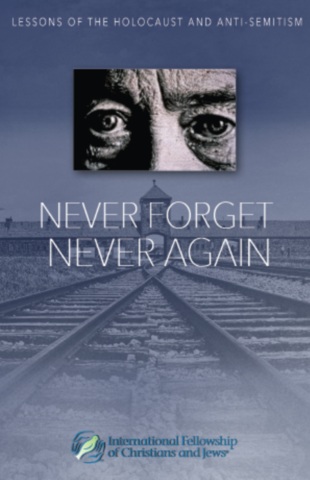 LESSONS OF THE HOLOCAUST AND ANTI-SEMITISM
NEVER FORGET
NEVER AGAIN
International Fellowship
of Christians and Jews®